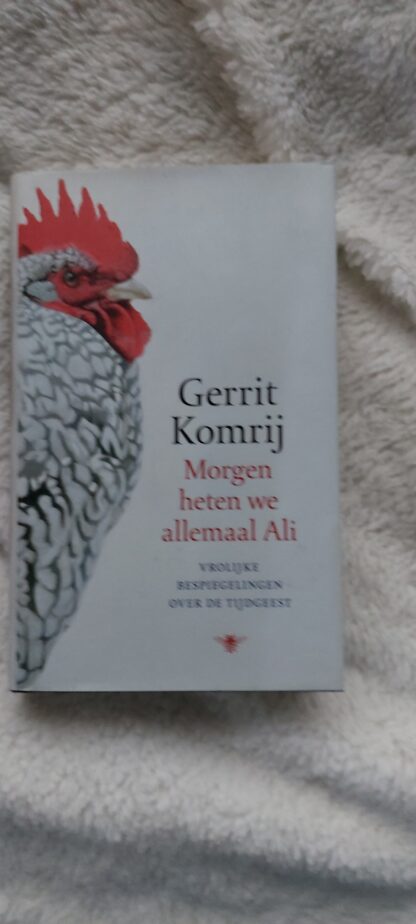 Gerrit
Komrij
Morgen
heten we
allemaal Ali
VROLIJKE
BESPIEGELINGEN
OVER DE TIJDGEEST